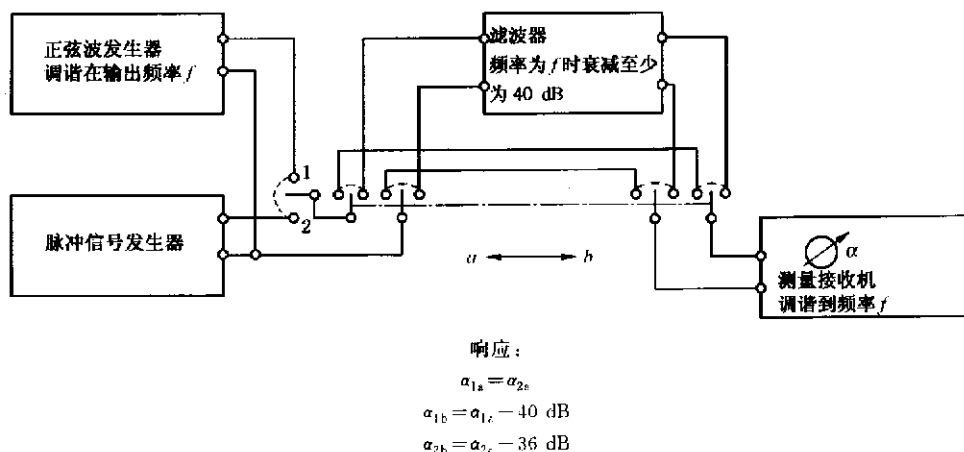 正弦波发生器
调谐在输出频率f
滤波器
频率为f时衰减至少
为40 dB
1
2
脉冲信号发生器
a
b
α
测量接收机
调谐到频率f
响应：
α1a=α2a
α1b=α1a−40 dB
α2b=α2a−36 dB